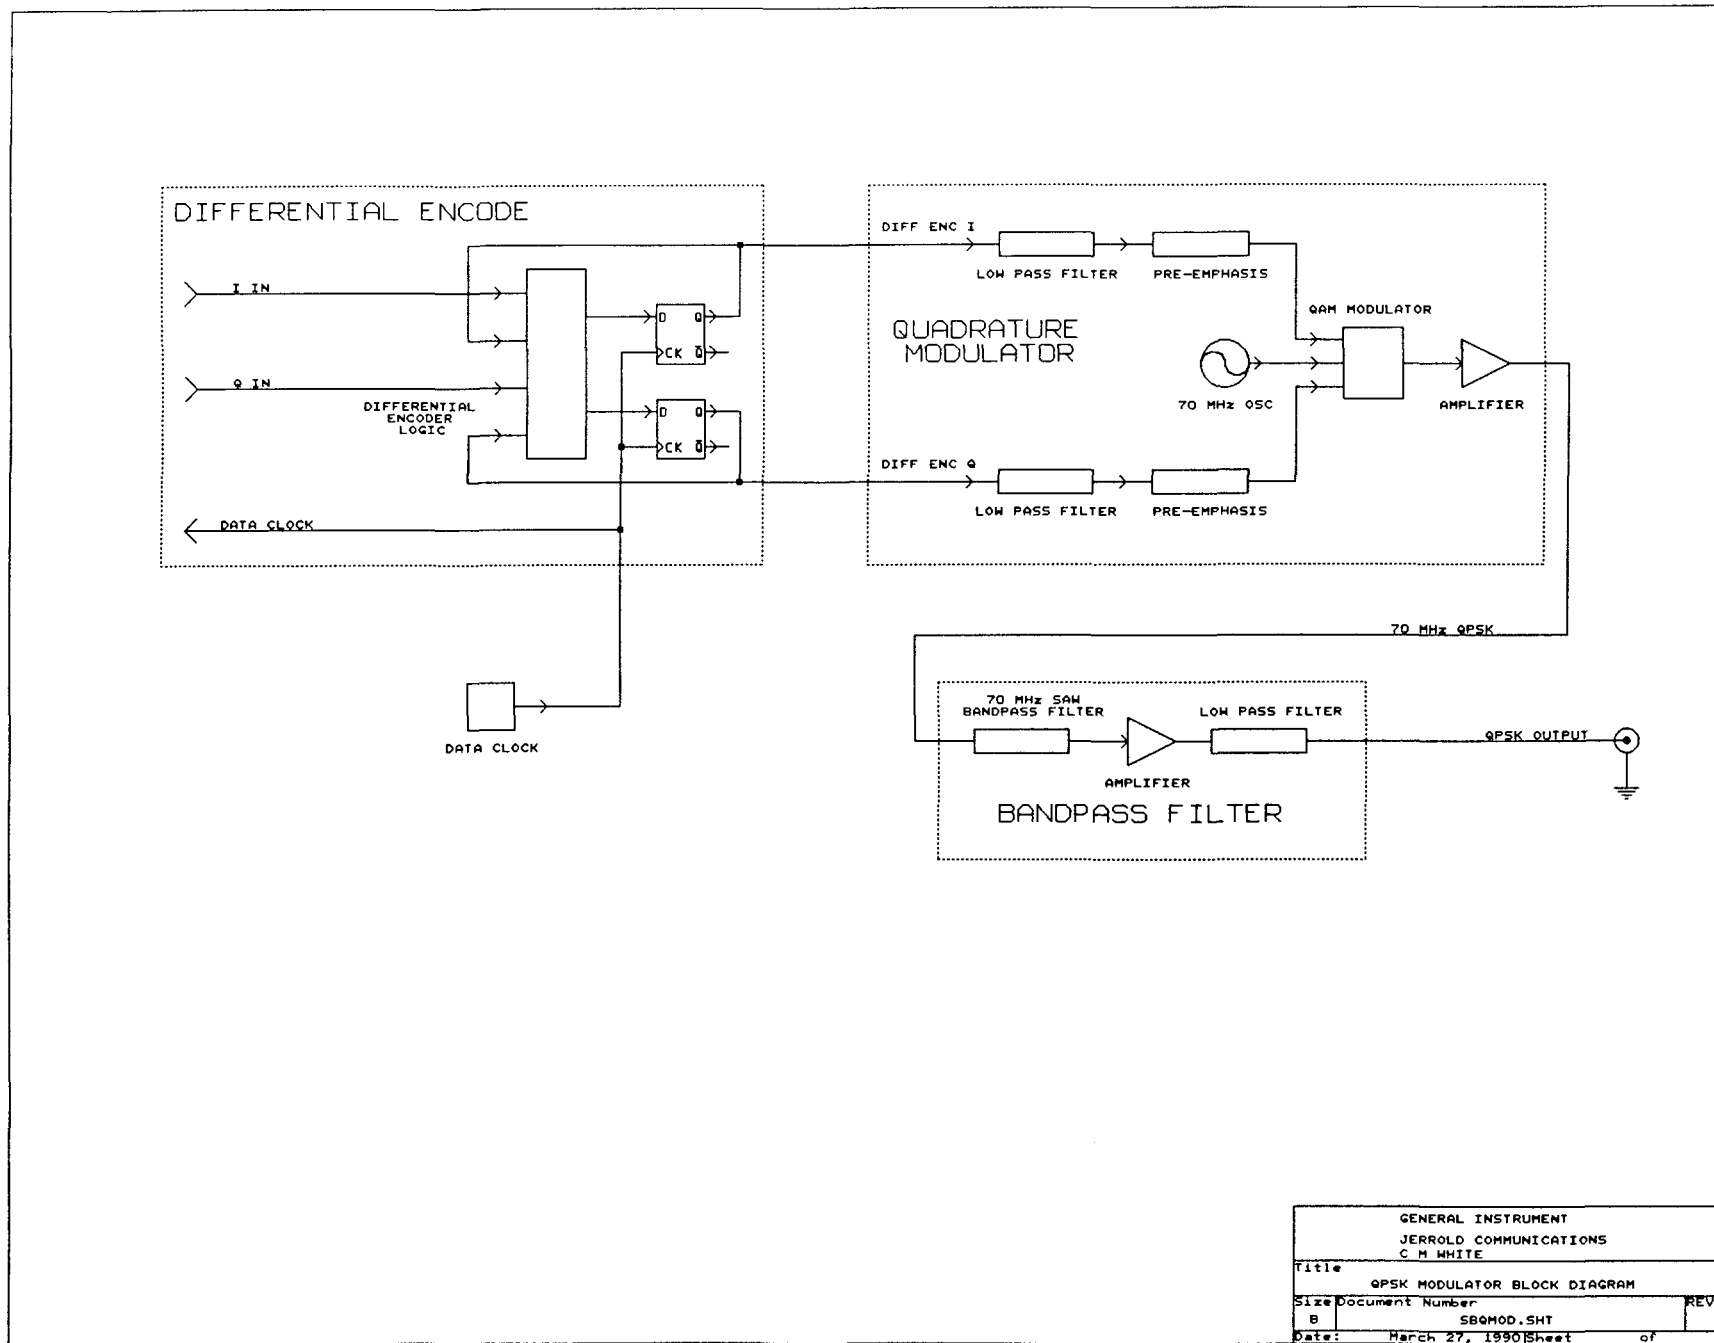 DIFFERENTIAL ENCODE
I IN
Q IN
DIFFERENTIAL
ENCODER
LOGIC
D Q
CK Q̅
D Q
CK Q̅
DATA CLOCK
DATA CLOCK
DIFF ENC I
LOW PASS FILTER
PRE-EMPHASIS
QUADRATURE
MODULATOR
QAM MODULATOR
70 MHz OSC
AMPLIFIER
DIFF ENC Q
LOW PASS FILTER
PRE-EMPHASIS
70 MHz QPSK
70 MHz SAW
BANDPASS FILTER
LOW PASS FILTER
AMPLIFIER
BANDPASS FILTER
QPSK OUTPUT
GENERAL INSTRUMENT
JERROLD COMMUNICATIONS
C M WHITE
Title
QPSK MODULATOR BLOCK DIAGRAM
Size Document Number REV
B SBQMOD.SHT
Date: March 27, 1990 Sheet of